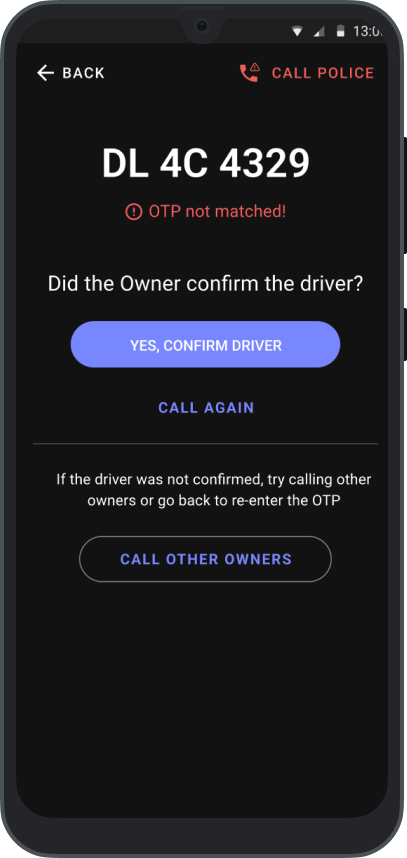 13:0
BACK
CALL POLICE
DL 4C 4329
OTP not matched!
Did the Owner confirm the driver?
YES, CONFIRM DRIVER
CALL AGAIN
If the driver was not confirmed, try calling other
owners or go back to re-enter the OTP
CALL OTHER OWNERS